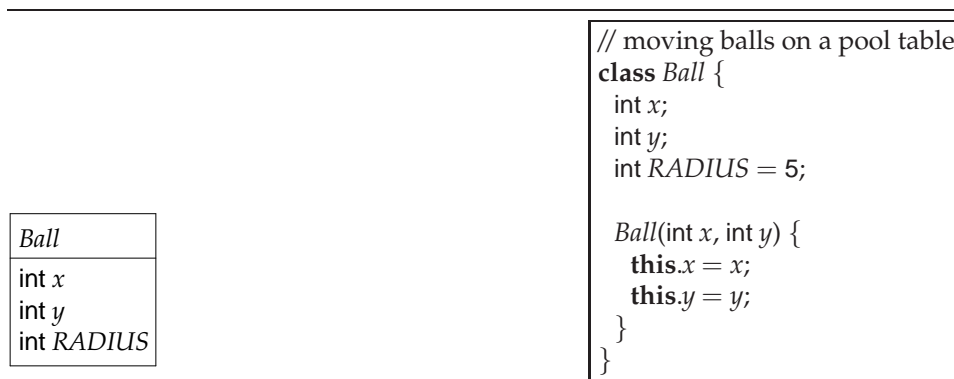 Ball
int x
int y
int RADIUS
// moving balls on a pool table
class Ball {
int x;
int y;
int RADIUS = 5;
Ball(int x, int y) {
this.x = x;
this.y = y;
}
}